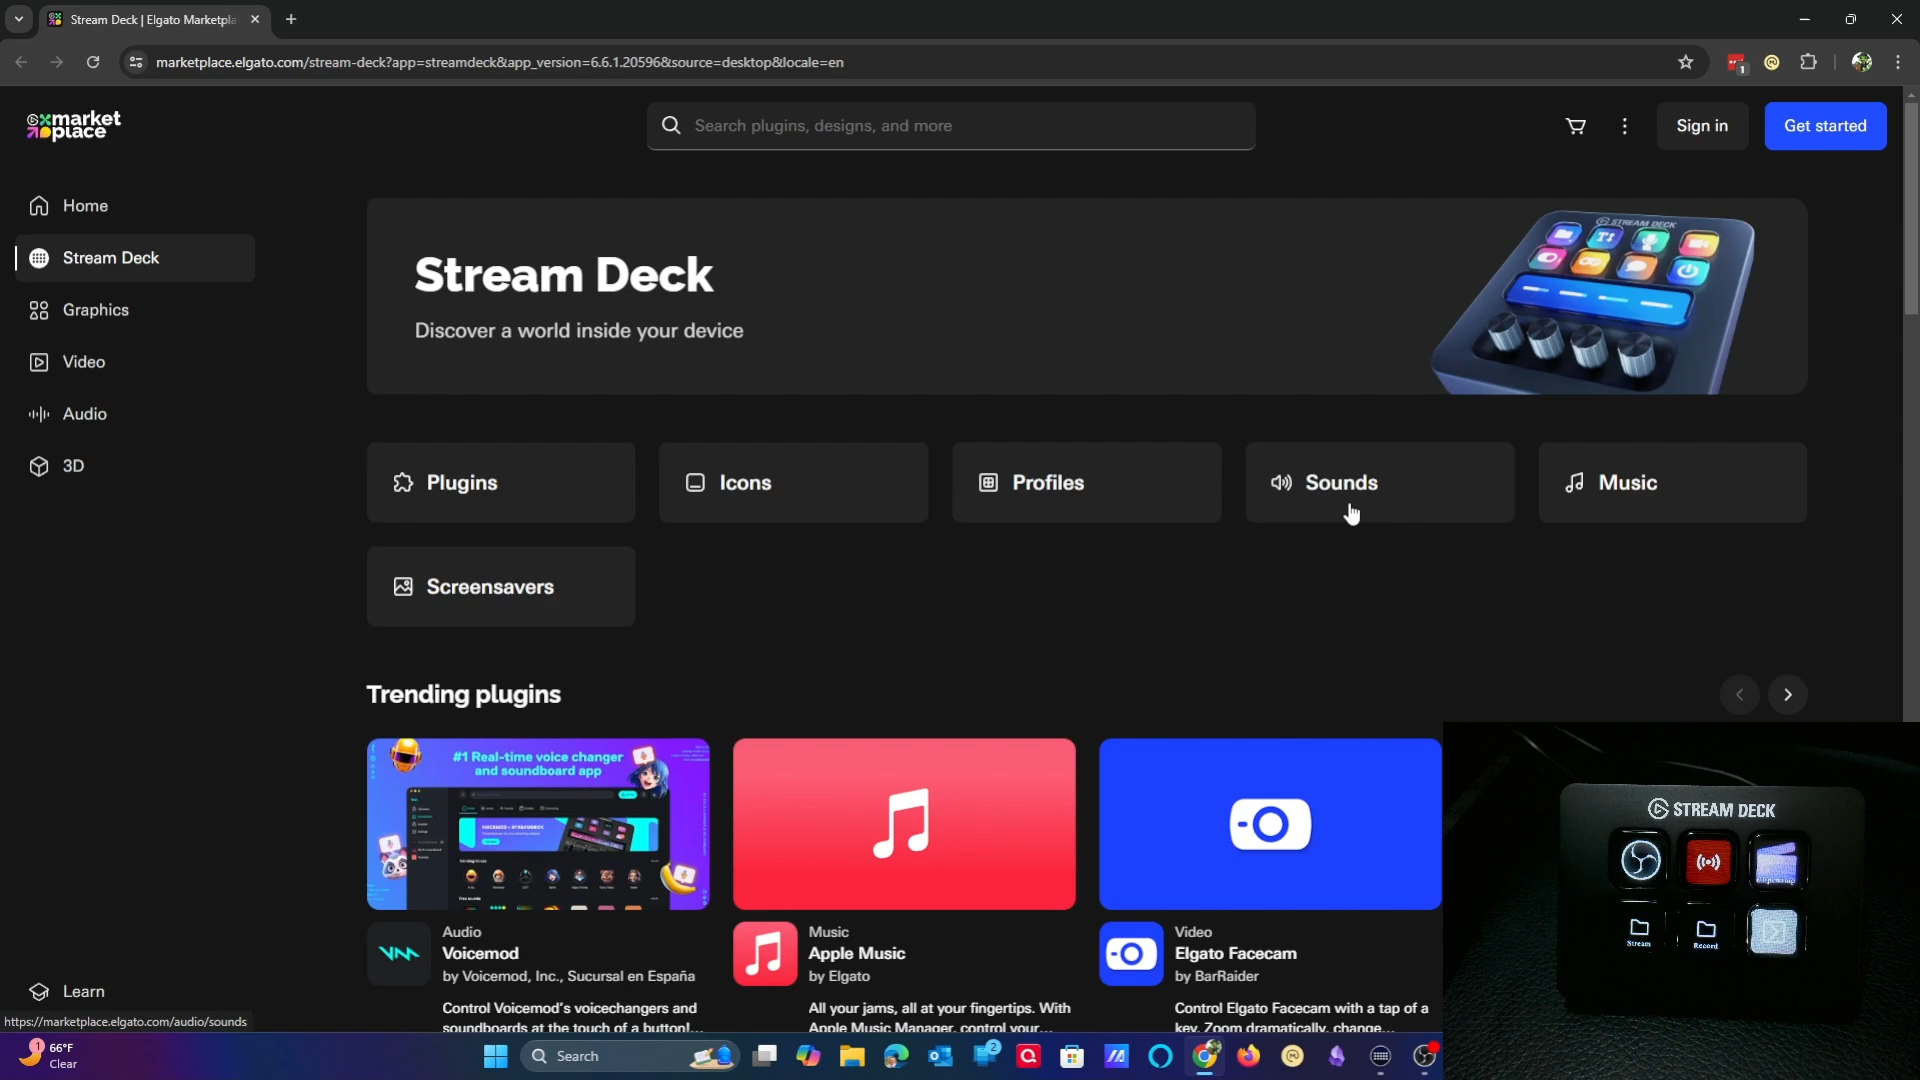 Stream Deck | Elgato Marketpla
marketplace.elgato.com/stream-deck?app=streamdeck&app_version=6.6.1.20596&source=desktop&locale=en
1
market
place
Search plugins, designs, and more
Sign in
Get started
Home
Stream Deck
Graphics
Video
Audio
3D
Stream Deck
Discover a world inside your device
STREAM DECK
Plugins
Icons
Profiles
Sounds
Music
Screensavers
Trending plugins
#1 Real-time voice changer
and soundboard app
Audio
Voicemod
by Voicemod, Inc., Sucursal en España
Control Voicemod's voicechangers and
soundboards at the touch of a button!...
Music
Apple Music
by Elgato
All your jams, all at your fingertips. With
Apple Music Manager, control your...
Video
Elgato Facecam
by BarRaider
Control Elgato Facecam with a tap of a
key. Zoom dramatically, change...
STREAM DECK
Stream
Record
Learn
https://marketplace.elgato.com/audio/sounds
1
66°F
Clear
Search
2